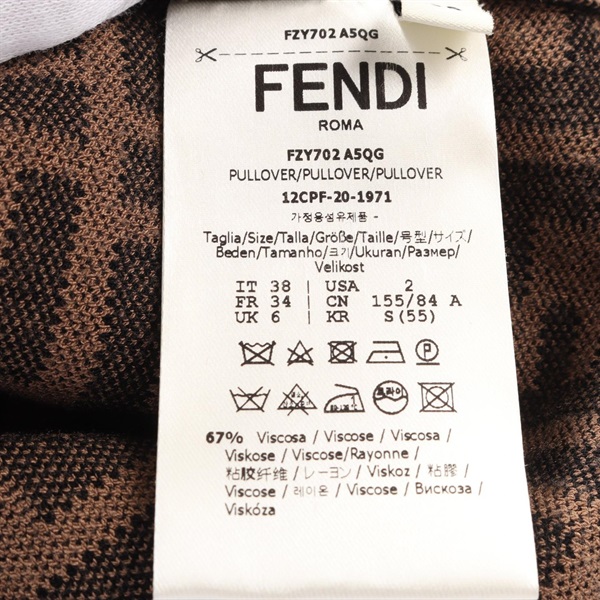 FZY702 A5QG
FENDI
ROMA
FZY702 A5QG
PULLOVER/PULLOVER/PULLOVER
12CPF-20-1971
가정용섬유제품 -
Taglia/Size/Talla/Größe/Taille/号型/サイズ/
Beden/Tamanho/크기/Ukuran/Размер/
Velikost
IT 38 USA 2
FR 34 CN 155/84 A
UK 6 KR S(55)
드라이
67% Viscosa / Viscose / Viscosa /
Viskose / Viscose/Rayonne /
粘胶纤维 / レーヨン / Viskoz / 粘膠 /
Viscose / 레이온 / Viscose / Вискоза /
Viskóza